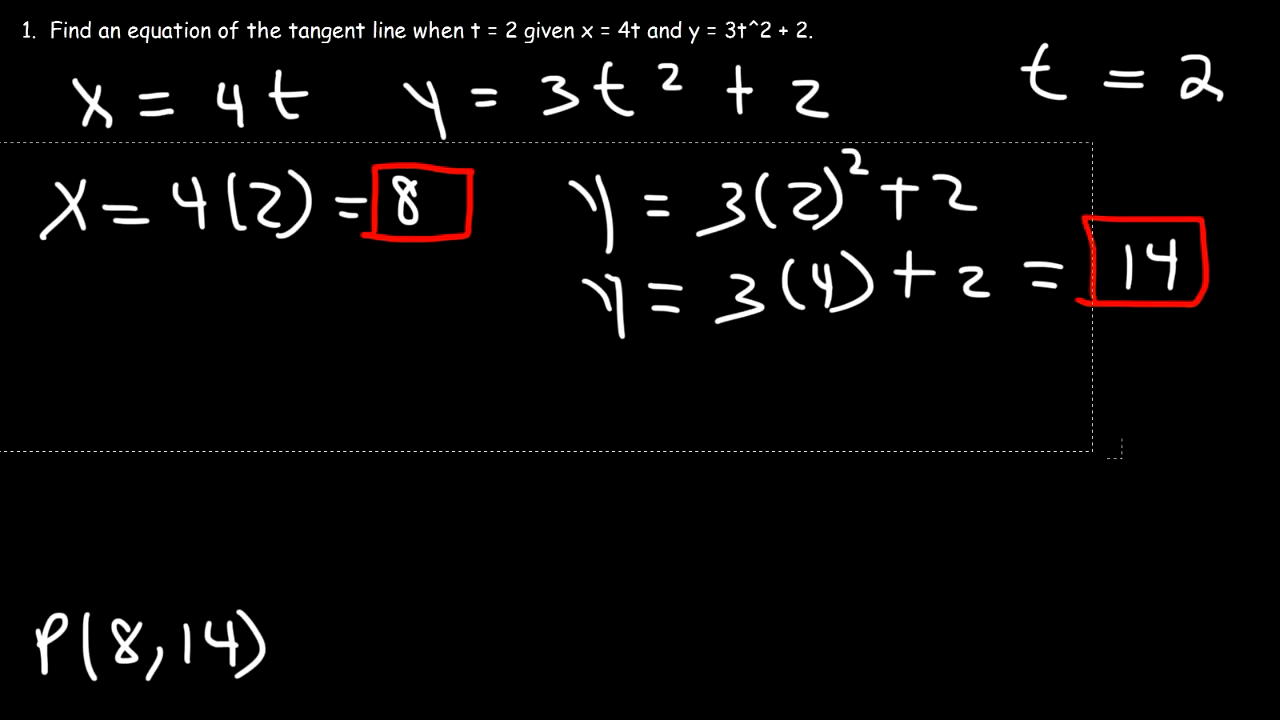 1. Find an equation of the tangent line when t = 2 given x = 4t and y = 3t^2 + 2.
x = 4t y = 3t² + 2 t = 2
x = 4(2) = 8 y = 3(2)² + 2
y = 3(4) + 2 = 14
P(8,14)